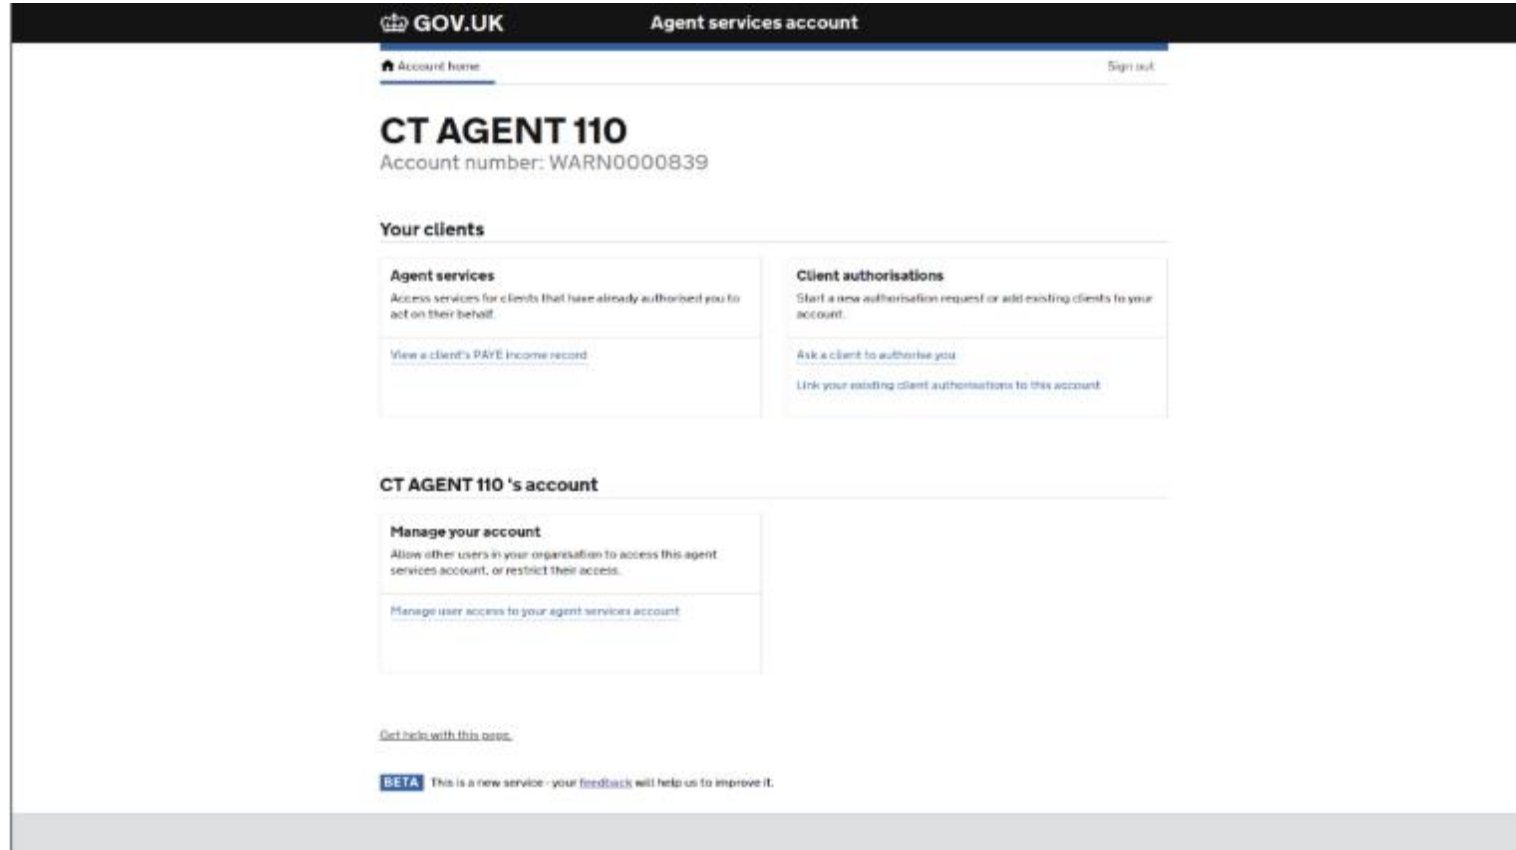 GOV.UK
Agent services account
Account home
Sign out
CT AGENT 110
Account number: WARN0000839
Your clients
Agent services
Access services for clients that have already authorised you to
act on their behalf.
View a client's PAYE income record
Client authorisations
Start a new authorisation request or add existing clients to your
account.
Ask a client to authorise you
Link your existing client authorisations to this account
CT AGENT 110 's account
Manage your account
Allow other users in your organisation to access this agent
services account, or restrict their access.
Manage user access to your agent services account
Get help with this page.
BETA This is a new service - your feedback will help us to improve it.